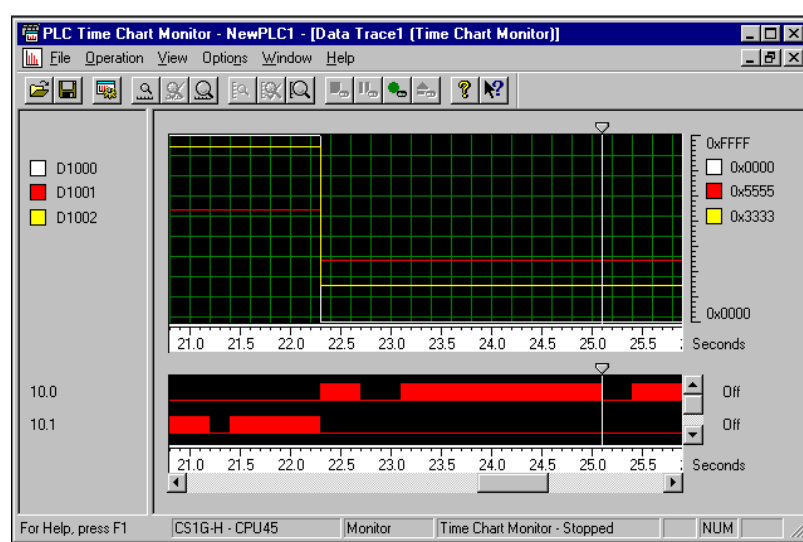 PLC Time Chart Monitor - NewPLC1 - [Data Trace1 (Time Chart Monitor)]
File Operation View Options Window Help
D1000
D1001
D1002
0xFFFF
0x0000
0x5555
0x3333
0x0000
21.0 21.5 22.0 22.5 23.0 23.5 24.0 24.5 25.0 25.5 Seconds
10.0 Off
10.1 Off
21.0 21.5 22.0 22.5 23.0 23.5 24.0 24.5 25.0 25.5 Seconds
For Help, press F1 CS1G-H - CPU45 Monitor Time Chart Monitor - Stopped NUM